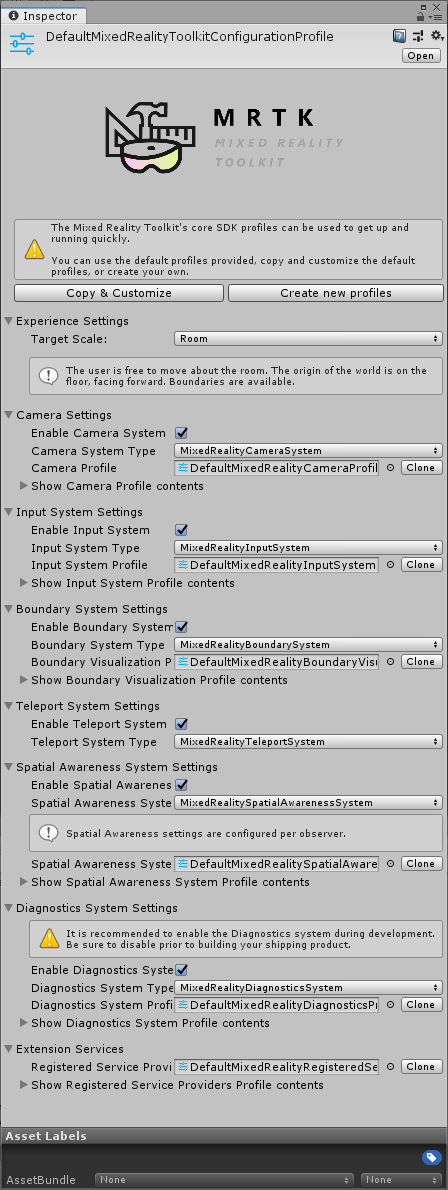 Inspector
DefaultMixedRealityToolkitConfigurationProfile
Open
MRTK
MIXED REALITY
TOOLKIT
The Mixed Reality Toolkit's core SDK profiles can be used to get up and
running quickly.
You can use the default profiles provided, copy and customize the default
profiles, or create your own.
Copy & Customize Create new profiles
Experience Settings
Target Scale: Room
The user is free to move about the room. The origin of the world is on the
floor, facing forward. Boundaries are available.
Camera Settings
Enable Camera System
Camera System Type MixedRealityCameraSystem
Camera Profile DefaultMixedRealityCameraProfil Clone
Show Camera Profile contents
Input System Settings
Enable Input System
Input System Type MixedRealityInputSystem
Input System Profile DefaultMixedRealityInputSystem Clone
Show Input System Profile contents
Boundary System Settings
Enable Boundary System
Boundary System Type MixedRealityBoundarySystem
Boundary Visualization P DefaultMixedRealityBoundaryVisu Clone
Show Boundary Visualization Profile contents
Teleport System Settings
Enable Teleport System
Teleport System Type MixedRealityTeleportSystem
Spatial Awareness System Settings
Enable Spatial Awarenes
Spatial Awareness Syste MixedRealitySpatialAwarenessSystem
Spatial Awareness settings are configured per observer.
Spatial Awareness Syste DefaultMixedRealitySpatialAware Clone
Show Spatial Awareness System Profile contents
Diagnostics System Settings
It is recommended to enable the Diagnostics system during development.
Be sure to disable prior to building your shipping product.
Enable Diagnostics Syste
Diagnostics System Type MixedRealityDiagnosticsSystem
Diagnostics System Profi DefaultMixedRealityDiagnosticsPr Clone
Show Diagnostics System Profile contents
Extension Services
Registered Service Provi DefaultMixedRealityRegisteredSe Clone
Show Registered Service Providers Profile contents
Asset Labels
AssetBundle None None